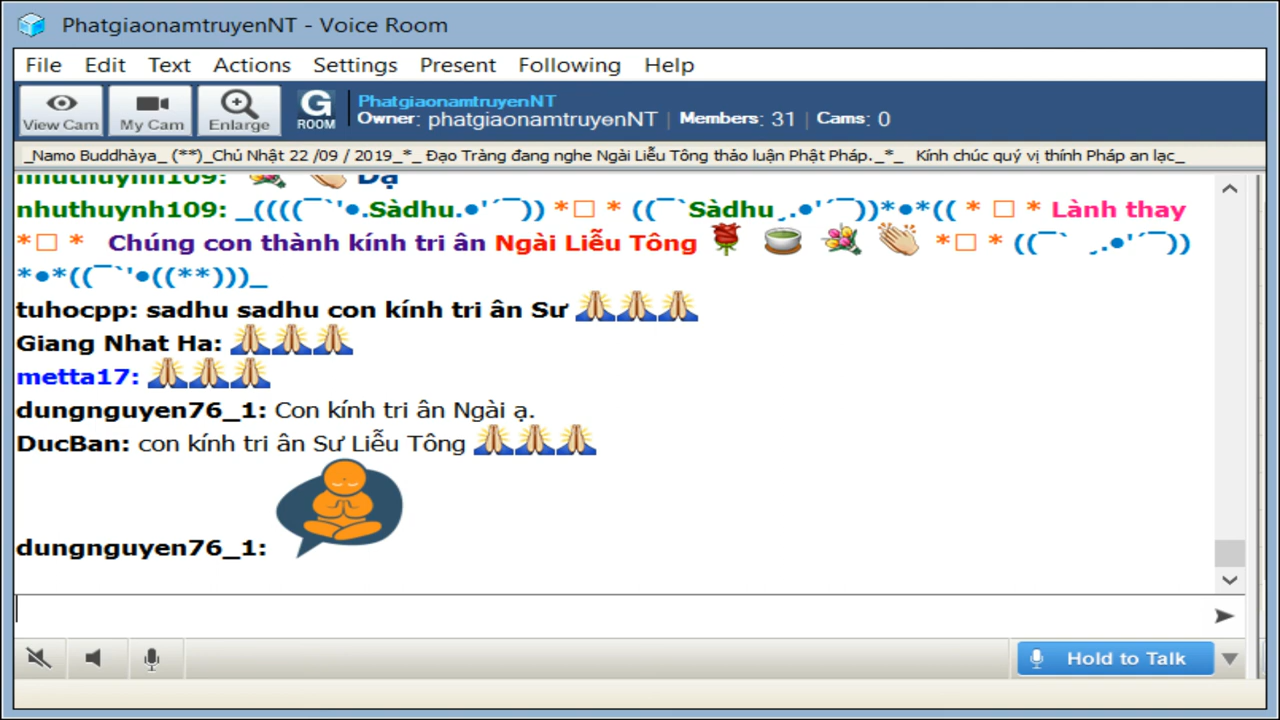 PhatgiaonamtruyenNT - Voice Room
File Edit Text Actions Settings Present Following Help
View Cam My Cam Enlarge G ROOM PhatgiaonamtruyenNT
Owner: phatgiaonamtruyenNT | Members: 31 | Cams: 0
_Namo Buddhàya_ (**)_Chủ Nhật 22 /09 / 2019_*_ Đạo Tràng đang nghe Ngài Liễu Tông thảo luận Phật Pháp._*_ Kính chúc quý vị thính Pháp an lạc_
nhuthuynh109: 💐 👏 Dạ
nhuthuynh109: _((((¯`'●.Sàdhu.●'´¯)) *□ * ((¯`Sàdhu¸.●'´¯))*●*(( * □ * Lành thay
*□ * Chúng con thành kính tri ân Ngài Liễu Tông 🌹 🍵 💐 👏 *□ * ((¯` ¸.●'´¯))
*●*((¯`'●((**)))_
tuhocpp: sadhu sadhu con kính tri ân Sư 🙏🙏🙏
Giang Nhat Ha: 🙏🙏🙏
metta17: 🙏🙏🙏
dungnguyen76_1: Con kính tri ân Ngài ạ.
DucBan: con kính tri ân Sư Liễu Tông 🙏🙏🙏
dungnguyen76_1:
Hold to Talk